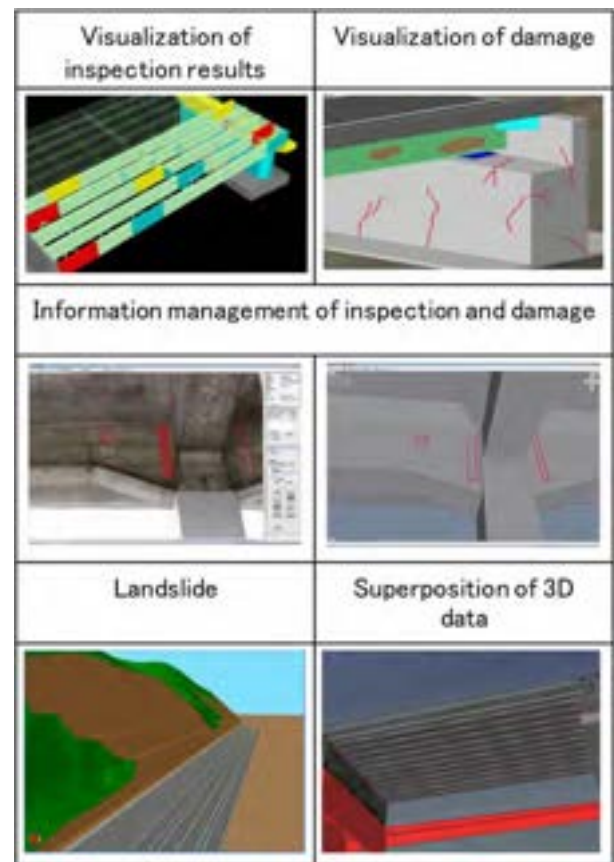 Visualization of
inspection results
Visualization of damage
Information management of inspection and damage
Landslide
Superposition of 3D
data